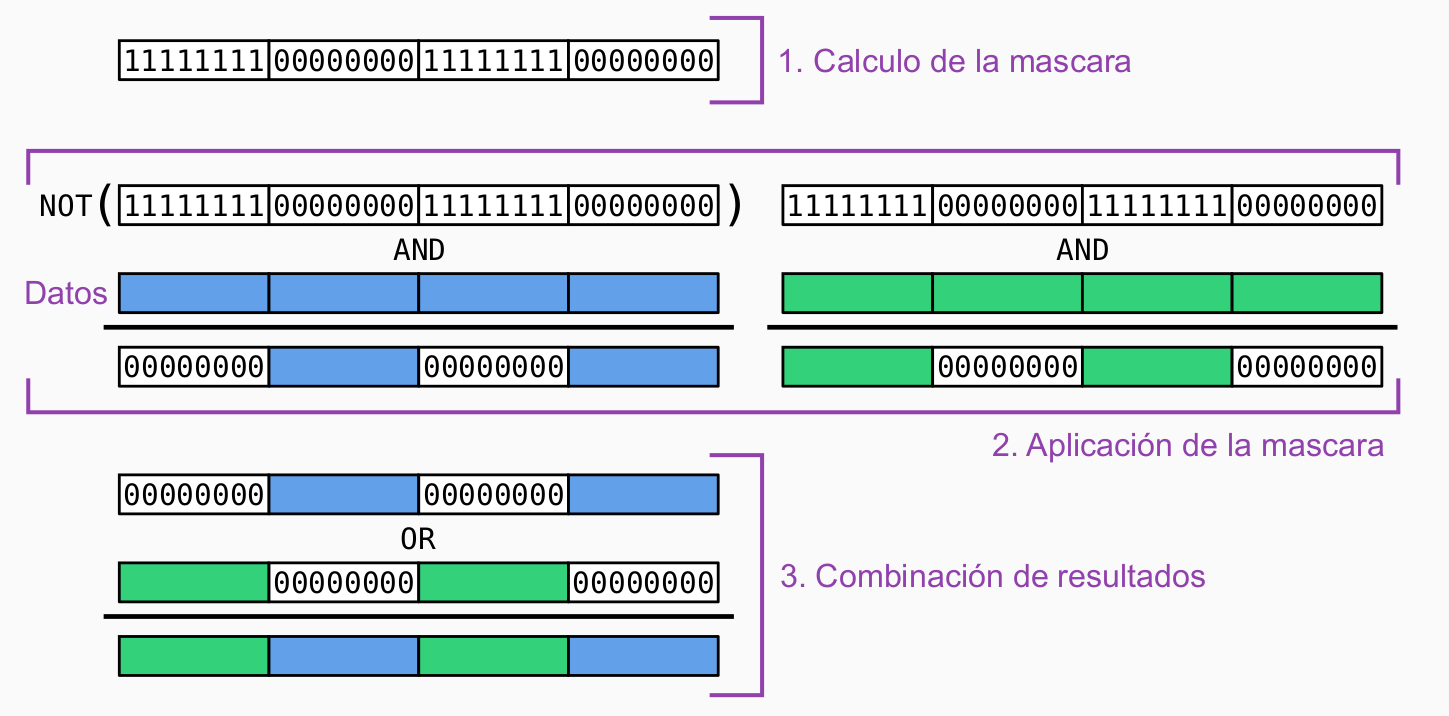 11111111 00000000 11111111 00000000
1. Calculo de la mascara
NOT(11111111 00000000 11111111 00000000) 11111111 00000000 11111111 00000000
AND AND
Datos
00000000 00000000 00000000 00000000
2. Aplicación de la mascara
00000000 00000000
OR
00000000 00000000
3. Combinación de resultados